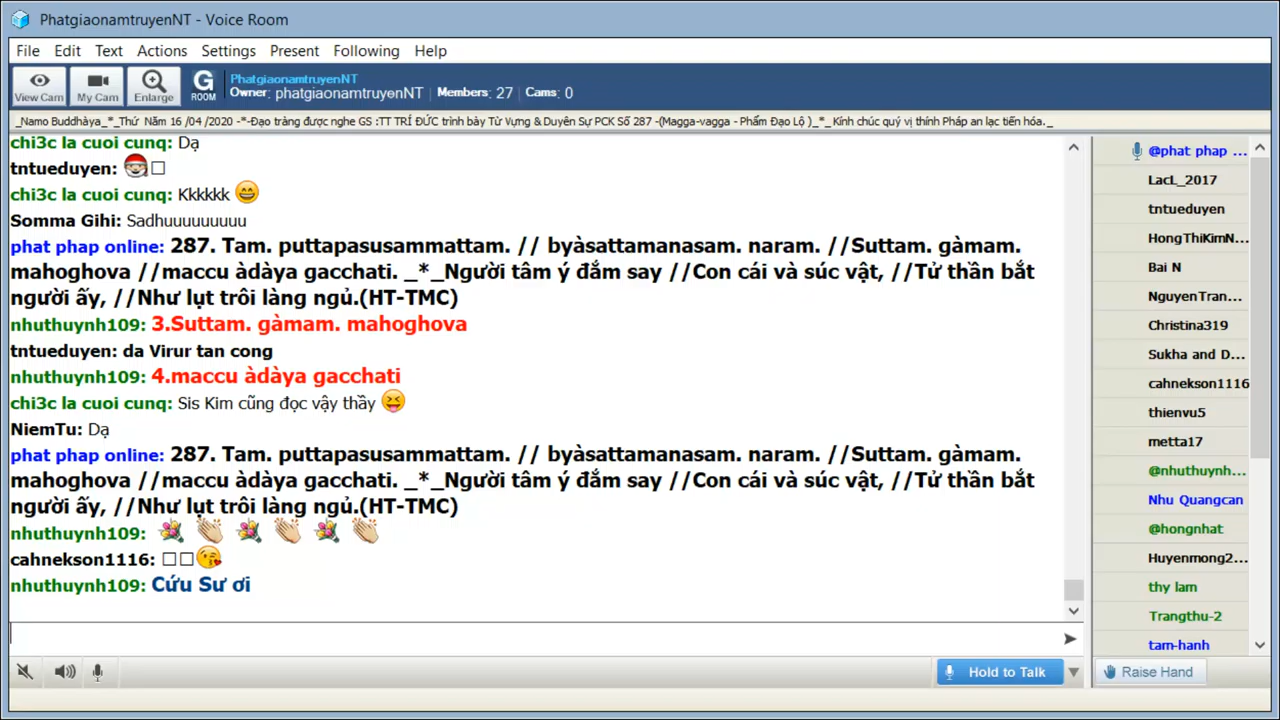 PhatgiaonamtruyenNT - Voice Room
File Edit Text Actions Settings Present Following Help
View Cam My Cam Enlarge G ROOM
PhatgiaonamtruyenNT
Owner: phatgiaonamtruyenNT Members: 27 Cams: 0
_Namo Buddhàya_*_Thứ Năm 16 /04 /2020 -*-Đạo tràng được nghe GS :TT TRÍ ĐỨC trình bày Từ Vựng & Duyên Sự PCK Số 287 -(Magga-vagga - Phẩm Đạo Lộ )_*_ Kính chúc quý vị thính Pháp an lạc tiến hóa._
chi3c la cuoi cunq: Dạ
tntueduyen:
chi3c la cuoi cunq: Kkkkkk
Somma Gihi: Sadhuuuuuuuuu
phat phap online: 287. Tam. puttapasusammattam. // byàsattamanasam. naram. //Suttam. gàmam.
mahoghova //maccu àdàya gacchati. _*_Người tâm ý đắm say //Con cái và súc vật, //Tử thần bắt
người ấy, //Như lụt trôi làng ngủ.(HT-TMC)
nhuthuynh109: 3.Suttam. gàmam. mahoghova
tntueduyen: da Virur tan cong
nhuthuynh109: 4.maccu àdàya gacchati
chi3c la cuoi cunq: Sis Kim cũng đọc vậy thầy
NiemTu: Dạ
phat phap online: 287. Tam. puttapasusammattam. // byàsattamanasam. naram. //Suttam. gàmam.
mahoghova //maccu àdàya gacchati. _*_Người tâm ý đắm say //Con cái và súc vật, //Tử thần bắt
người ấy, //Như lụt trôi làng ngủ.(HT-TMC)
nhuthuynh109:
cahnekson1116:
nhuthuynh109: Cứu Sư ơi
@phat phap ...
LacL_2017
tntueduyen
HongThiKimN...
Bai N
NguyenTran...
Christina319
Sukha and D...
cahnekson1116
thienvu5
metta17
@nhuthuynh...
Nhu Quangcan
@hongnhat
Huyenmong2...
thy lam
Trangthu-2
tam-hanh
Hold to Talk
Raise Hand